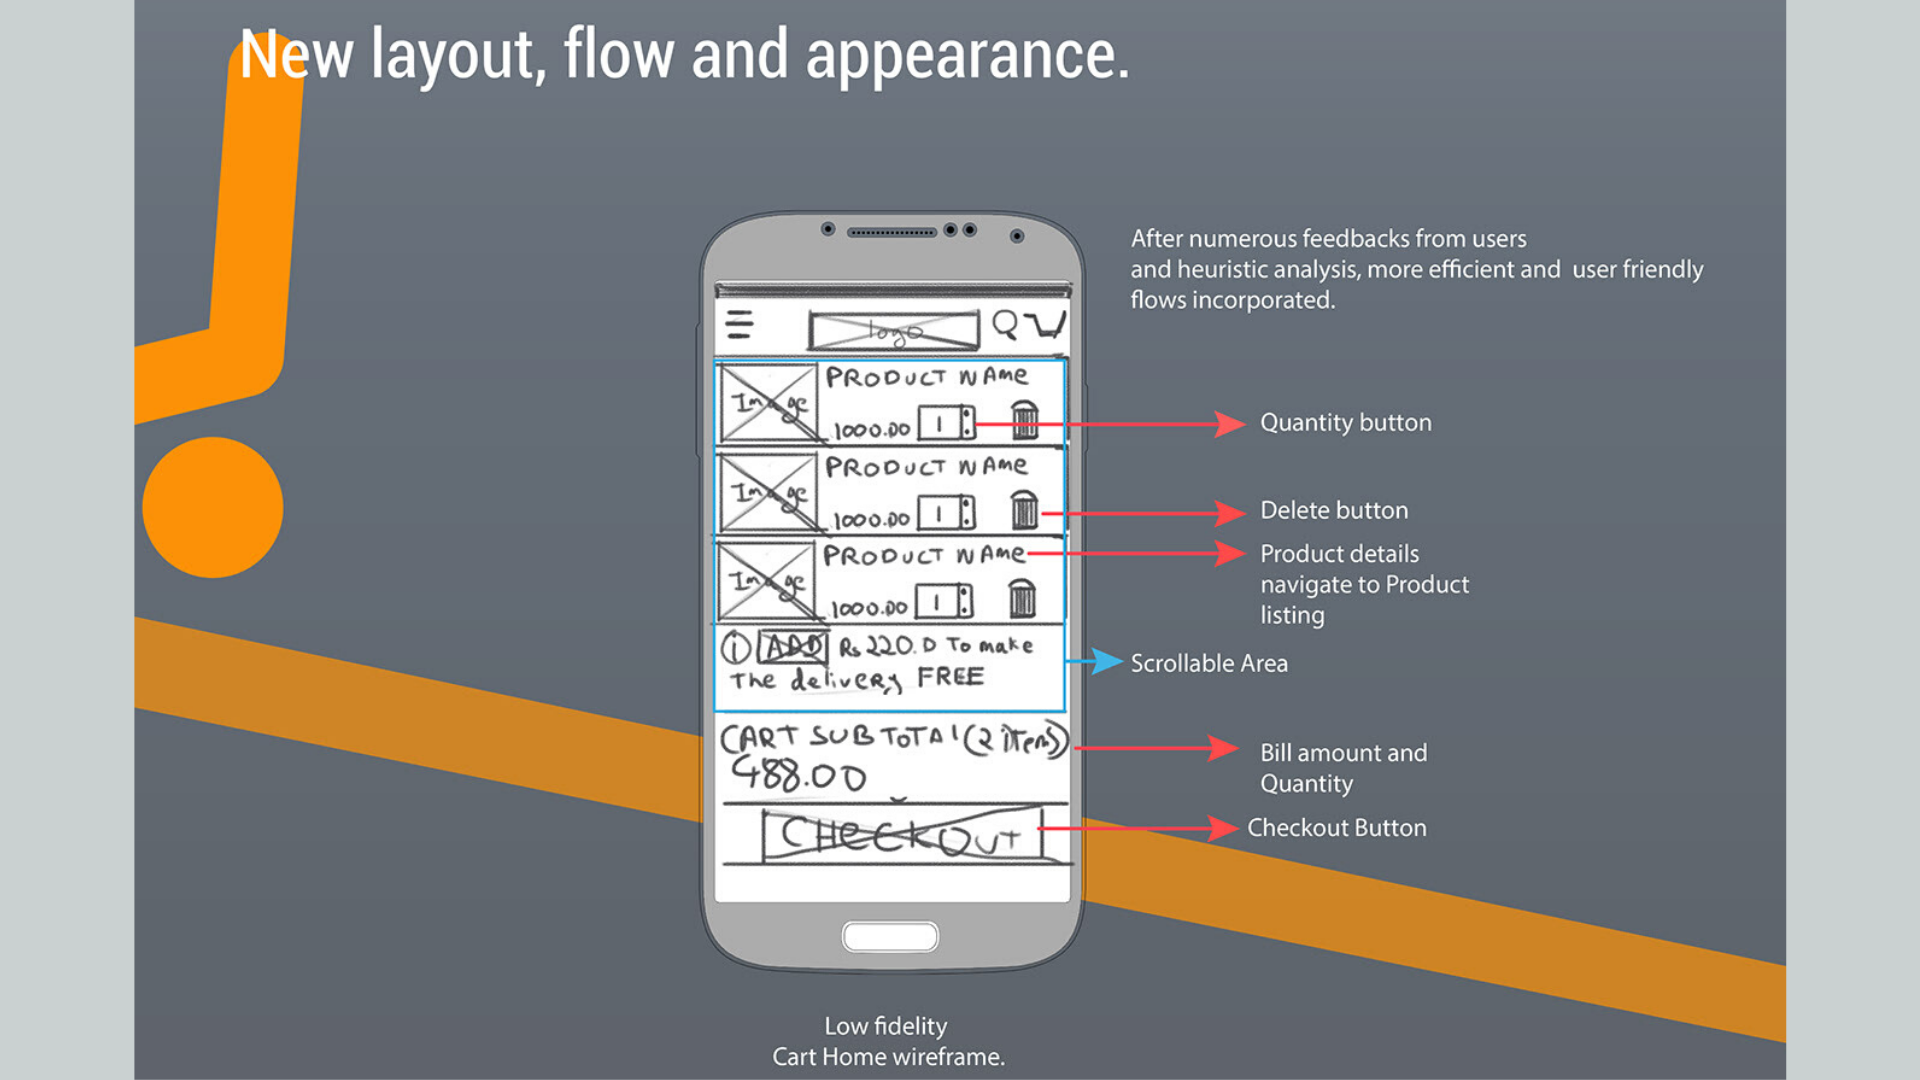 New layout, flow and appearance.
After numerous feedbacks from users
and heuristic analysis, more efficient and user friendly
flows incorporated.
logo
Image
PRODUCT NAME
1000.00
1
Quantity button
Image
PRODUCT NAME
1000.00
1
Delete button
Image
PRODUCT NAME
1000.00
1
Product details
navigate to Product
listing
i ADD Rs 220.0 To make
The delivery FREE
Scrollable Area
CART SUBTOTAl (2 iTems)
488.00
Bill amount and
Quantity
CHECKOUT
Checkout Button
Low fidelity
Cart Home wireframe.